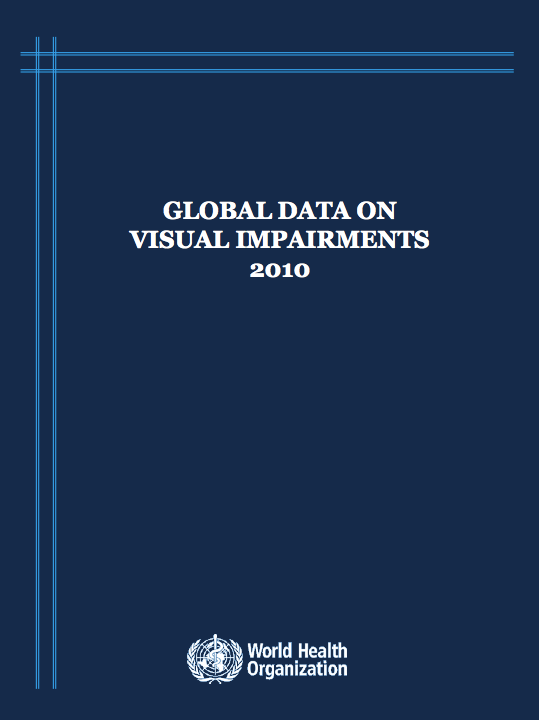 GLOBAL DATA ON
VISUAL IMPAIRMENTS
2010
World Health
Organization